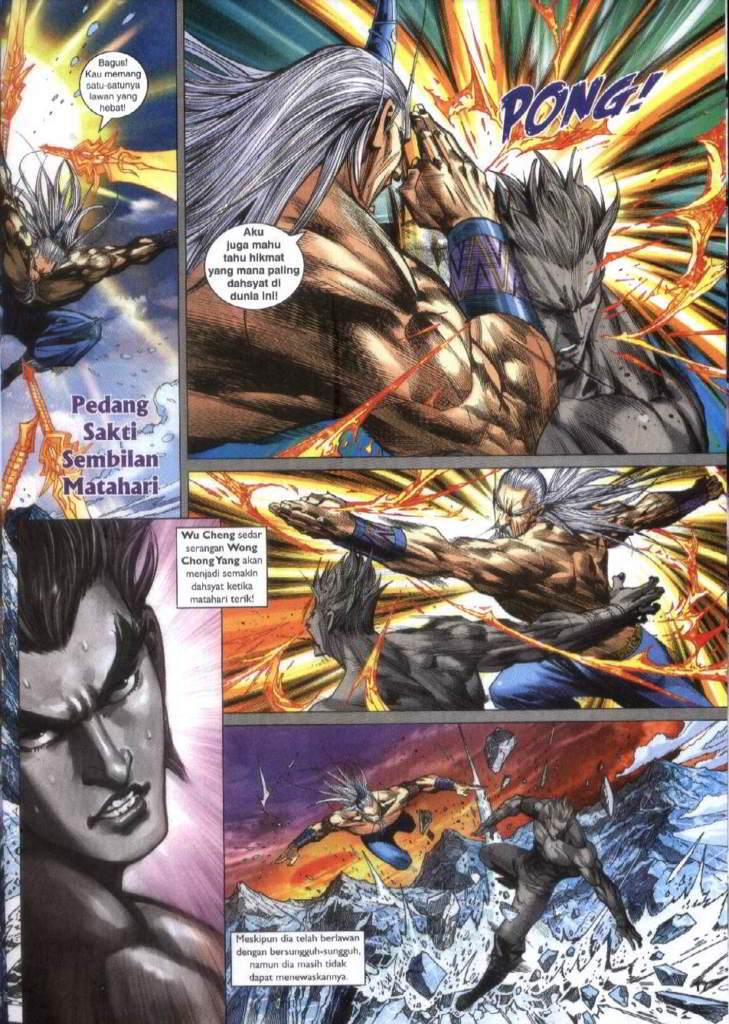 Bagus!
Kau memang
satu-satunya
lawan yang
hebat!
PONG!
Aku
juga mahu
tahu hikmat
yang mana paling
dahsyat di
dunia ini!
Pedang
Sakti
Sembilan
Matahari
Wu Cheng sedar
serangan Wong
Chong Yang akan
menjadi semakin
dahsyat ketika
matahari terik!
Meskipun dia telah berlawan
dengan bersungguh-sungguh,
namun dia masih tidak
dapat menewaskannya.